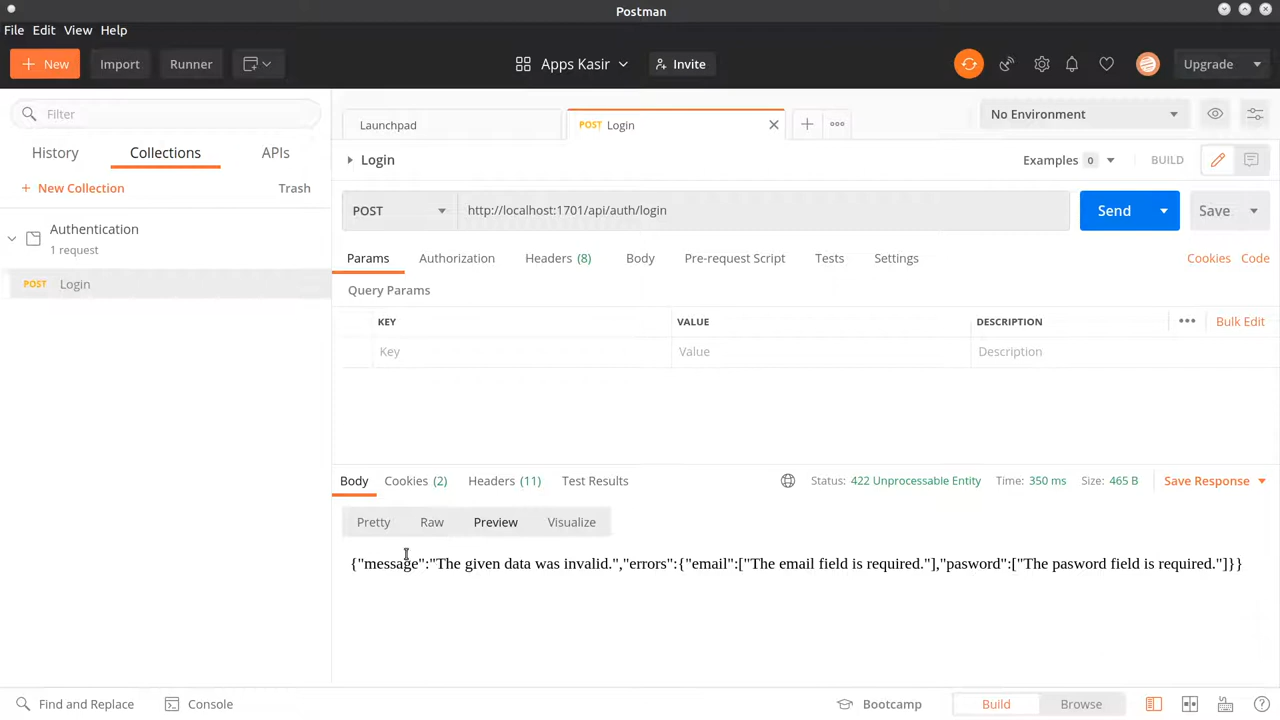 Postman
File Edit View Help
New Import Runner Apps Kasir Invite Upgrade
Filter
History Collections APIs
New Collection Trash
Authentication
1 request
POST Login
Launchpad POST Login No Environment
Login Examples 0 BUILD
POST http://localhost:1701/api/auth/login Send Save
Params Authorization Headers (8) Body Pre-request Script Tests Settings Cookies Code
Query Params
KEY VALUE DESCRIPTION Bulk Edit
Key Value Description
Body Cookies (2) Headers (11) Test Results Status: 422 Unprocessable Entity Time: 350 ms Size: 465 B Save Response
Pretty Raw Preview Visualize
{"message":"The given data was invalid.","errors":{"email":["The email field is required."],"pasword":["The pasword field is required."]}}
Find and Replace Console Bootcamp Build Browse